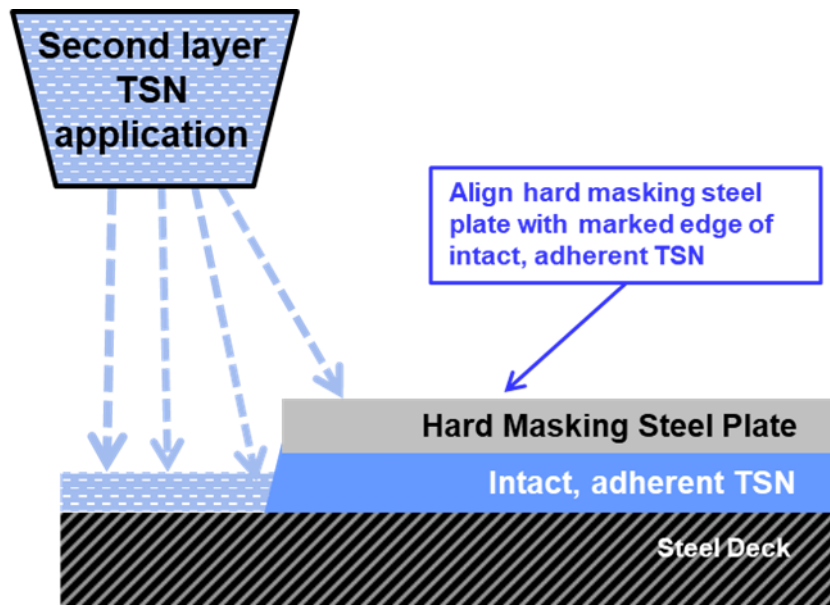 Second layer
TSN
application
Align hard masking steel
plate with marked edge of
intact, adherent TSN
Hard Masking Steel Plate
Intact, adherent TSN
Steel Deck